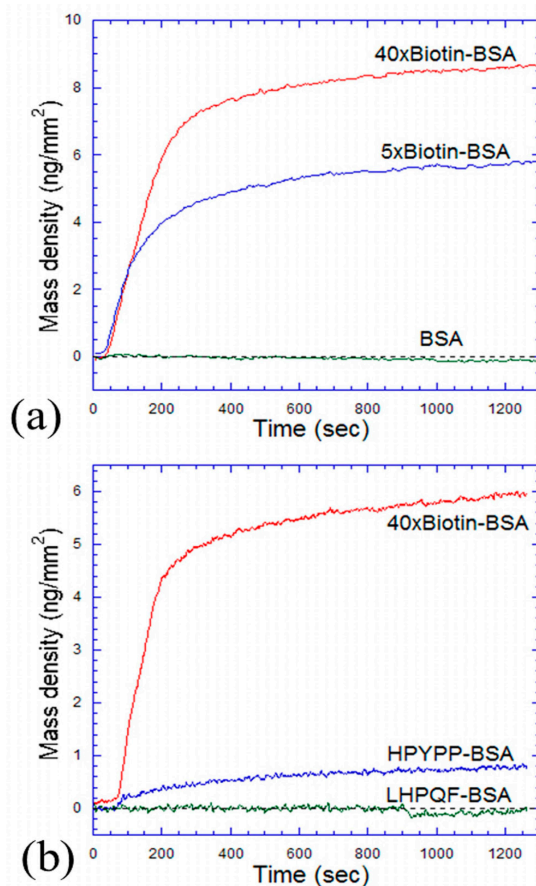 10
40xBiotin-BSA
8
5xBiotin-BSA
6
4
2
BSA
0
Mass density (ng/mm²)
0 200 400 600 800 1000 1200
Time (sec)
(a)
6
40xBiotin-BSA
5
4
3
2
HPYPP-BSA
1
LHPQF-BSA
0
Mass density (ng/mm²)
0 200 400 600 800 1000 1200
Time (sec)
(b)